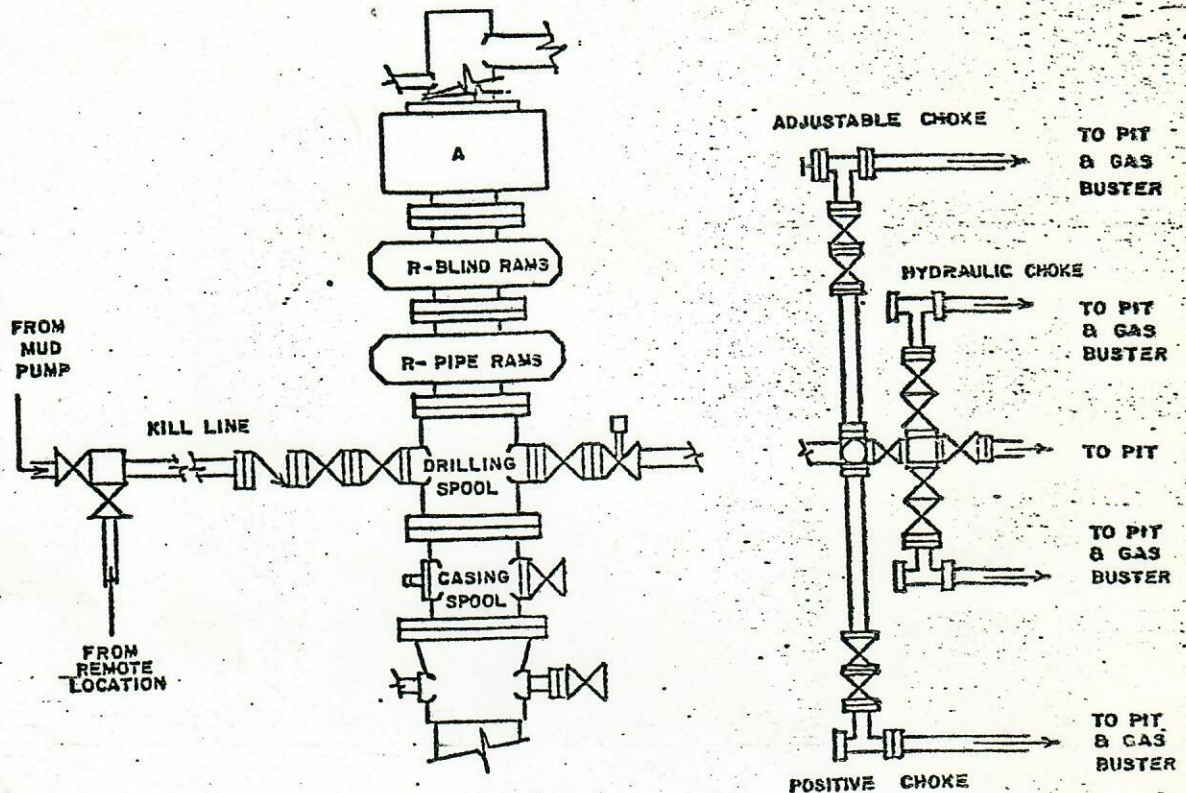 A
R-BLIND RAMS
R- PIPE RAMS
FROM
MUD
PUMP
KILL LINE
DRILLING
SPOOL
CASING
SPOOL
FROM
REMOTE
LOCATION
ADJUSTABLE CHOKE
TO PIT
& GAS
BUSTER
HYDRAULIC CHOKE
TO PIT
& GAS
BUSTER
TO PIT
TO PIT
& GAS
BUSTER
TO PIT
& GAS
BUSTER
POSITIVE CHOKE